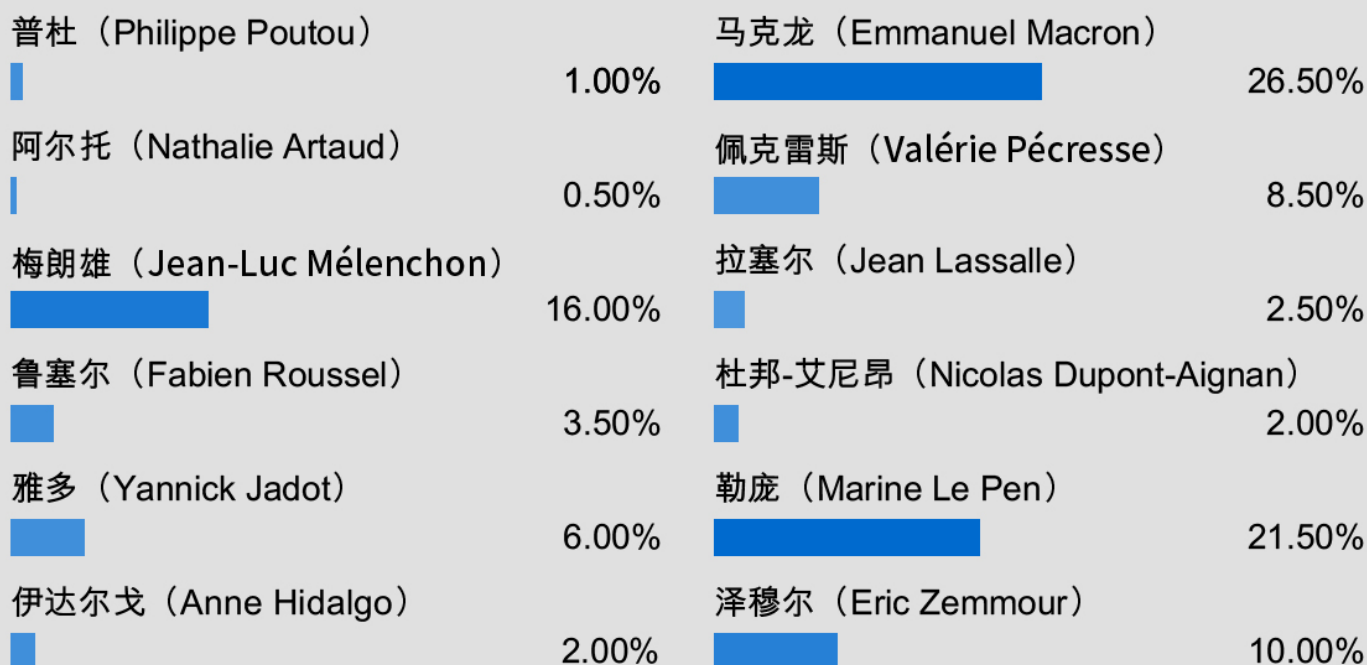 普杜（Philippe Poutou）
1.00%
阿尔托（Nathalie Artaud）
0.50%
梅朗雄（Jean-Luc Mélenchon）
16.00%
鲁塞尔（Fabien Roussel）
3.50%
雅多（Yannick Jadot）
6.00%
伊达尔戈（Anne Hidalgo）
2.00%
马克龙（Emmanuel Macron）
26.50%
佩克雷斯（Valérie Pécresse）
8.50%
拉塞尔（Jean Lassalle）
2.50%
杜邦-艾尼昂（Nicolas Dupont-Aignan）
2.00%
勒庞（Marine Le Pen）
21.50%
泽穆尔（Eric Zemmour）
10.00%